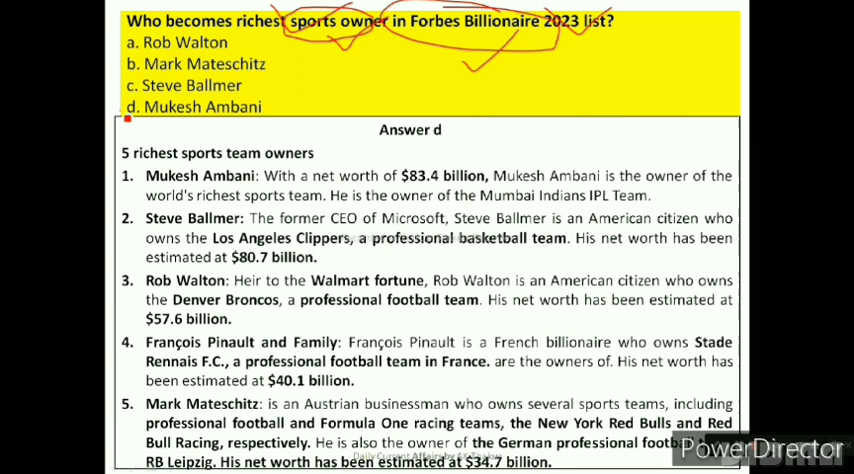 Who becomes richest sports owner in Forbes Billionaire 2023 list?
a. Rob Walton
b. Mark Mateschitz
c. Steve Ballmer
d. Mukesh Ambani
Answer d
5 richest sports team owners
1. Mukesh Ambani: With a net worth of $83.4 billion, Mukesh Ambani is the owner of the
world's richest sports team. He is the owner of the Mumbai Indians IPL Team.
2. Steve Ballmer: The former CEO of Microsoft, Steve Ballmer is an American citizen who
owns the Los Angeles Clippers, a professional basketball team. His net worth has been
estimated at $80.7 billion.
3. Rob Walton: Heir to the Walmart fortune, Rob Walton is an American citizen who owns
the Denver Broncos, a professional football team. His net worth has been estimated at
$57.6 billion.
4. François Pinault and Family: François Pinault is a French billionaire who owns Stade
Rennais F.C., a professional football team in France. are the owners of. His net worth has
been estimated at $40.1 billion.
5. Mark Mateschitz: is an Austrian businessman who owns several sports teams, including
professional football and Formula One racing teams, the New York Red Bulls and Red
Bull Racing, respectively. He is also the owner of the German professional
PowerDirector
Daily Current Affairs by
RB Leipzig. His net worth has been estimated at $34.7 billion.